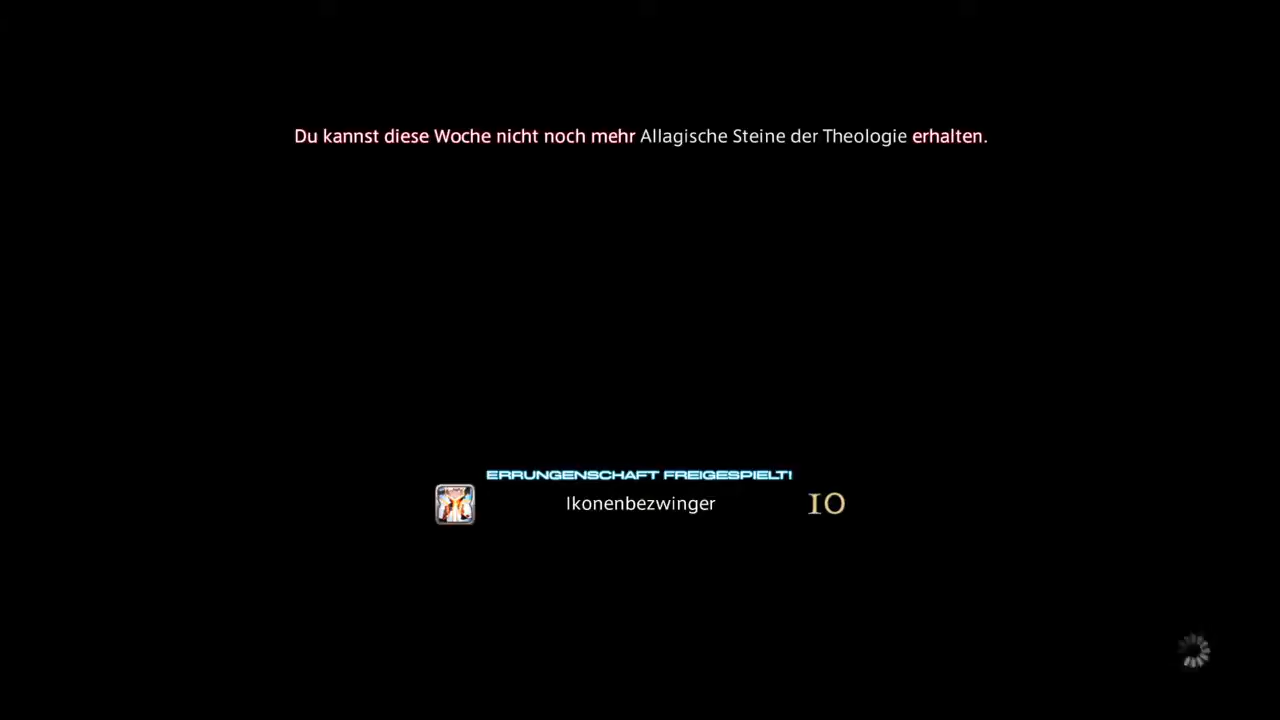 Du kannst diese Woche nicht noch mehr Allagische Steine der Theologie erhalten.
ERRUNGENSCHAFT FREIGESPIELT!
Ikonenbezwinger 10